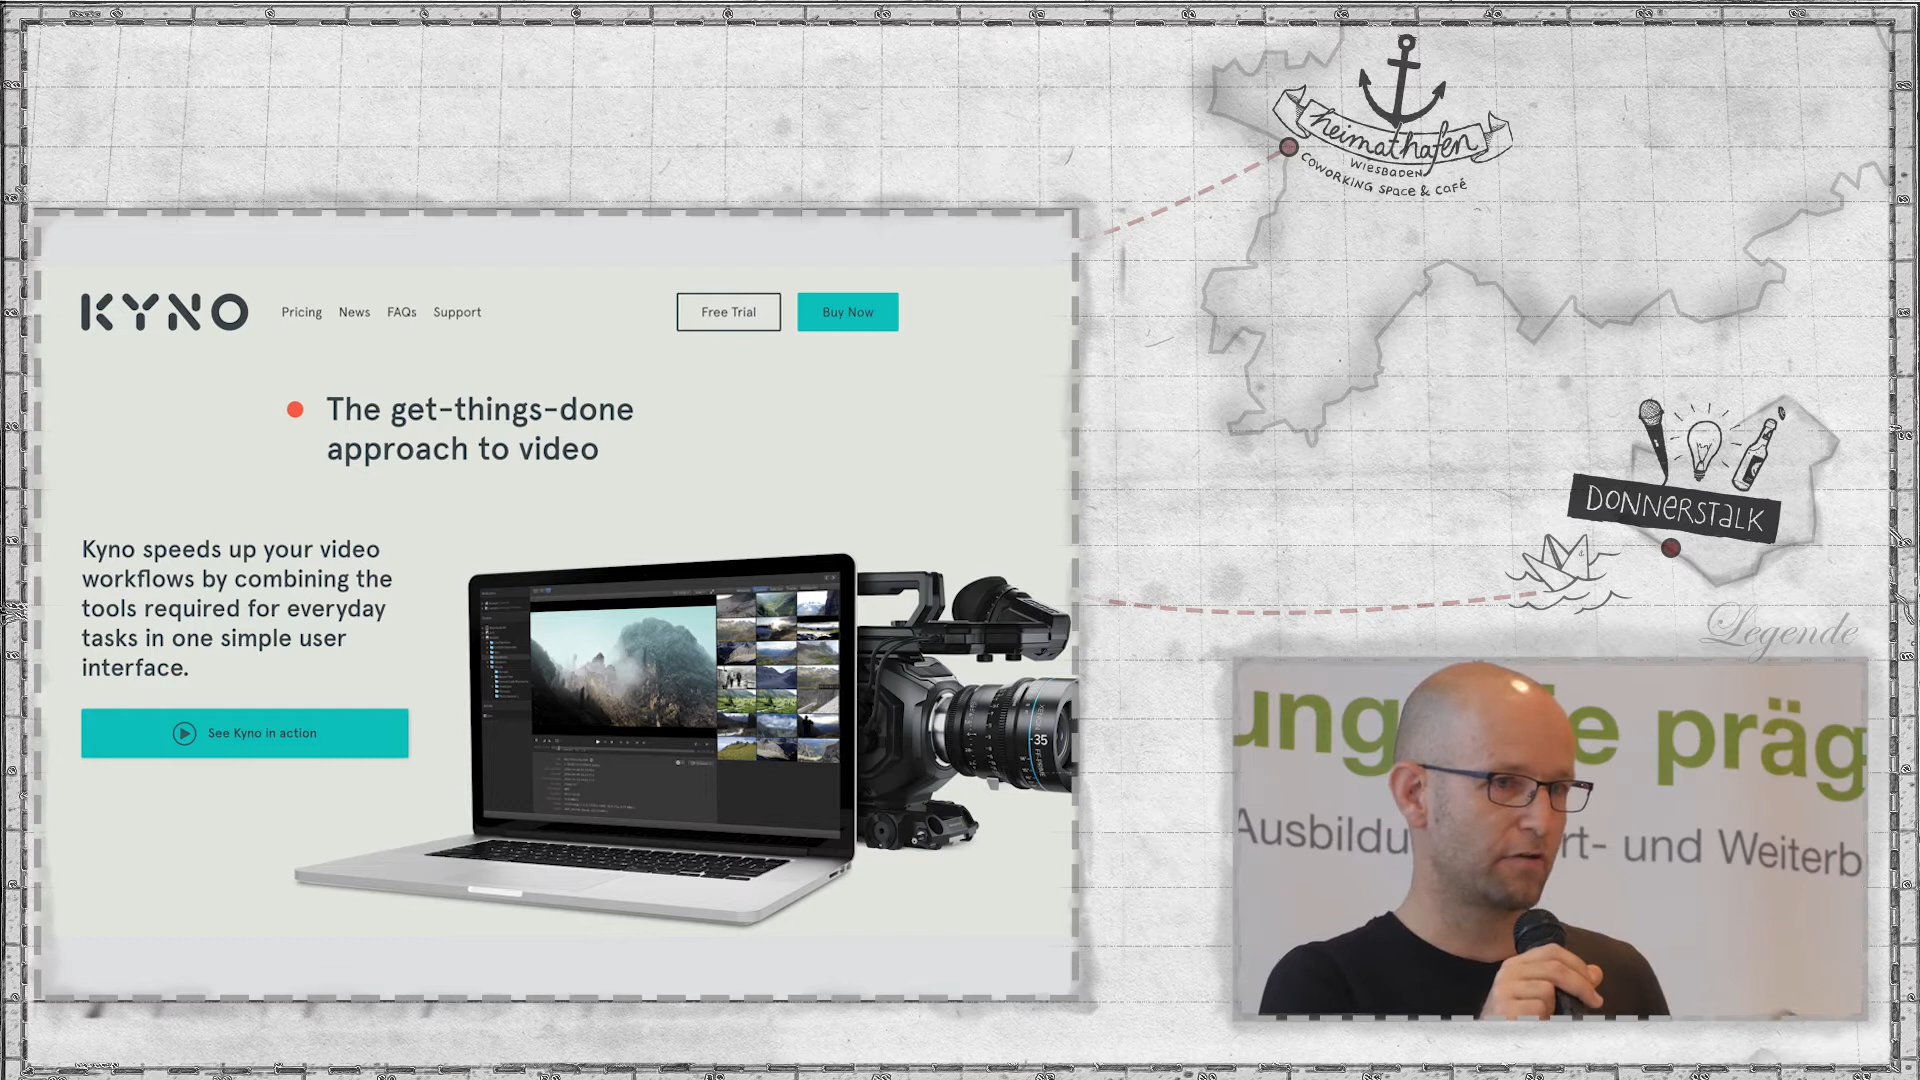 heimathafen
WIESBADEN
COWORKING SPACE & CAFÉ
KYNO
Pricing News FAQs Support
Free Trial
Buy Now
The get-things-done
approach to video
Kyno speeds up your video
workflows by combining the
tools required for everyday
tasks in one simple user
interface.
See Kyno in action
35
DONNERSTALK
Legende
präg
Ausbildu
rt- und Weiterb